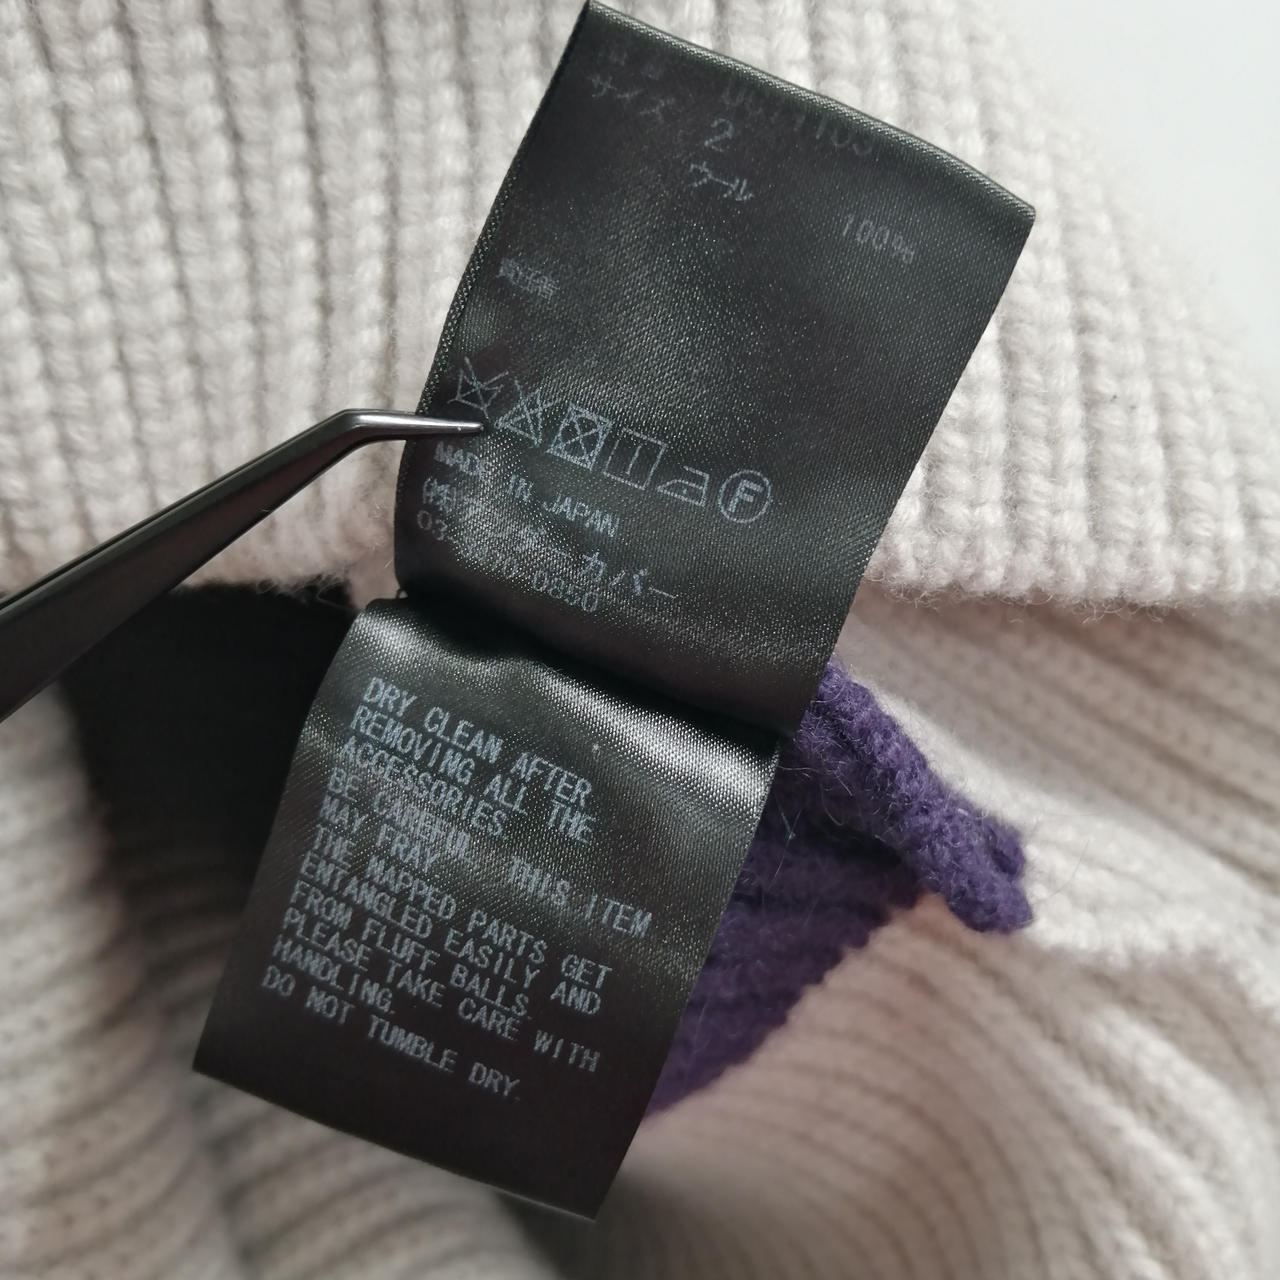 サイズ 2
ウール 100%
MADE IN JAPAN
DRY CLEAN AFTER
REMOVING ALL THE
ACCESSORIES.
BE CAREFUL, THIS ITEM
MAY FRAY.
THE NAPPED PARTS GET
ENTANGLED EASILY AND
FROM FLUFF BALLS.
PLEASE TAKE CARE WITH
HANDLING.
DO NOT TUMBLE DRY.